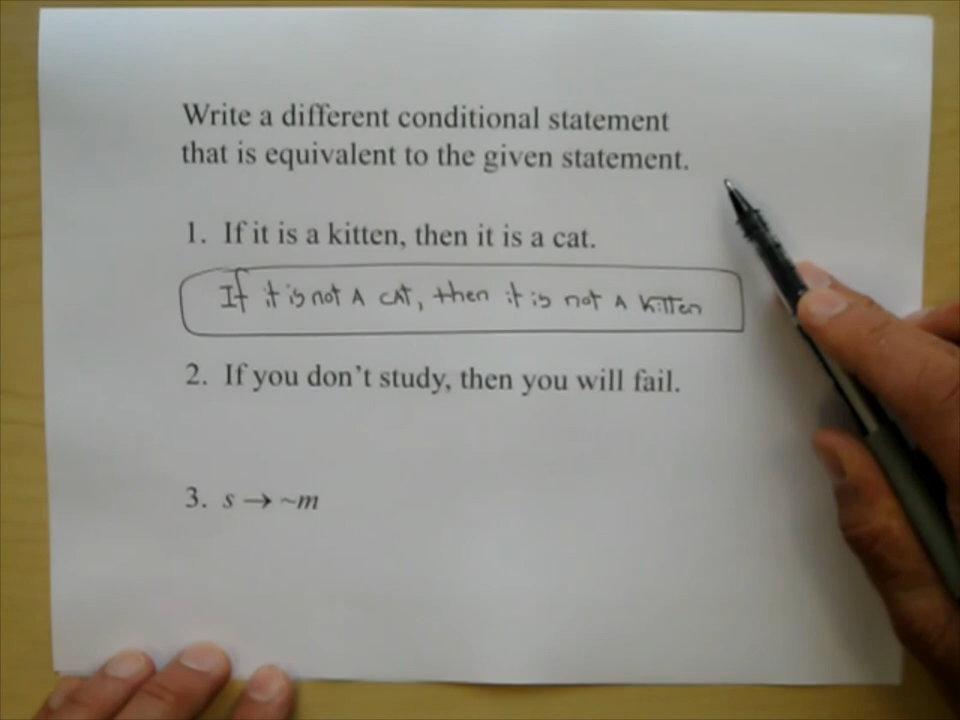 Write a different conditional statement
that is equivalent to the given statement.
1. If it is a kitten, then it is a cat.
If it is not A CAT, then it is not A Kitten
2. If you don't study, then you will fail.
3. s → ~m